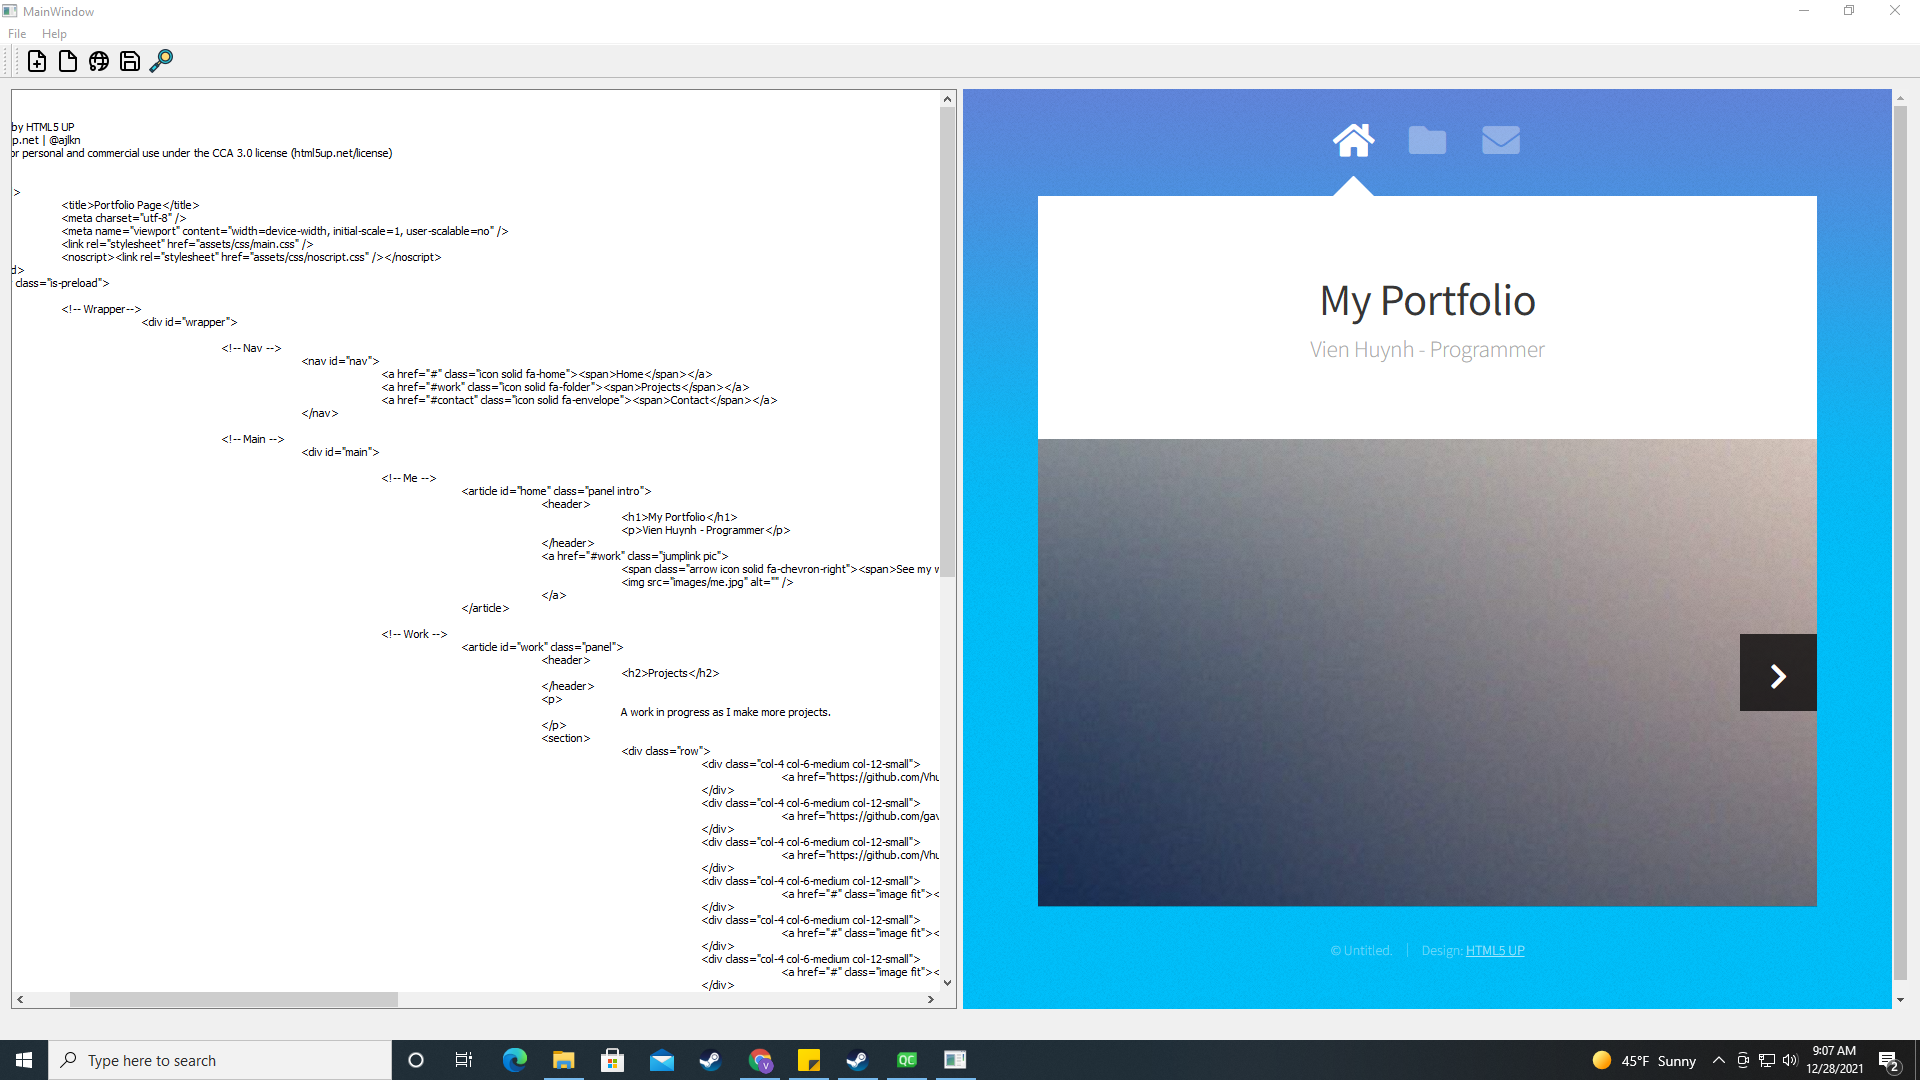 MainWindow
File Help
by HTML5 UP
p.net | @ajlkn
or personal and commercial use under the CCA 3.0 license (html5up.net/license)
>
<title>Portfolio Page</title>
<meta charset="utf-8" />
<meta name="viewport" content="width=device-width, initial-scale=1, user-scalable=no" />
<link rel="stylesheet" href="assets/css/main.css" />
<noscript><link rel="stylesheet" href="assets/css/noscript.css" /></noscript>
d>
class="is-preload">
<!-- Wrapper-->
<div id="wrapper">
<!-- Nav -->
<nav id="nav">
<a href="#" class="icon solid fa-home"><span>Home</span></a>
<a href="#work" class="icon solid fa-folder"><span>Projects</span></a>
<a href="#contact" class="icon solid fa-envelope"><span>Contact</span></a>
</nav>
<!-- Main -->
<div id="main">
<!-- Me -->
<article id="home" class="panel intro">
<header>
<h1>My Portfolio</h1>
<p>Vien Huynh - Programmer</p>
</header>
<a href="#work" class="jumplink pic">
<span class="arrow icon solid fa-chevron-right"><span>See my w
<img src="images/me.jpg" alt="" />
</a>
</article>
<!-- Work -->
<article id="work" class="panel">
<header>
<h2>Projects</h2>
</header>
<p>
A work in progress as I make more projects.
</p>
<section>
<div class="row">
<div class="col-4 col-6-medium col-12-small">
<a href="https://github.com/Vhu
</div>
<div class="col-4 col-6-medium col-12-small">
<a href="https://github.com/gav
</div>
<div class="col-4 col-6-medium col-12-small">
<a href="https://github.com/Vhu
</div>
<div class="col-4 col-6-medium col-12-small">
<a href="#" class="image fit"><
</div>
<div class="col-4 col-6-medium col-12-small">
<a href="#" class="image fit"><
</div>
<div class="col-4 col-6-medium col-12-small">
<a href="#" class="image fit"><
</div>
My Portfolio
Vien Huynh - Programmer
© Untitled. Design: HTML5 UP
Type here to search
V
QC
45°F Sunny
9:07 AM
12/28/2021
2